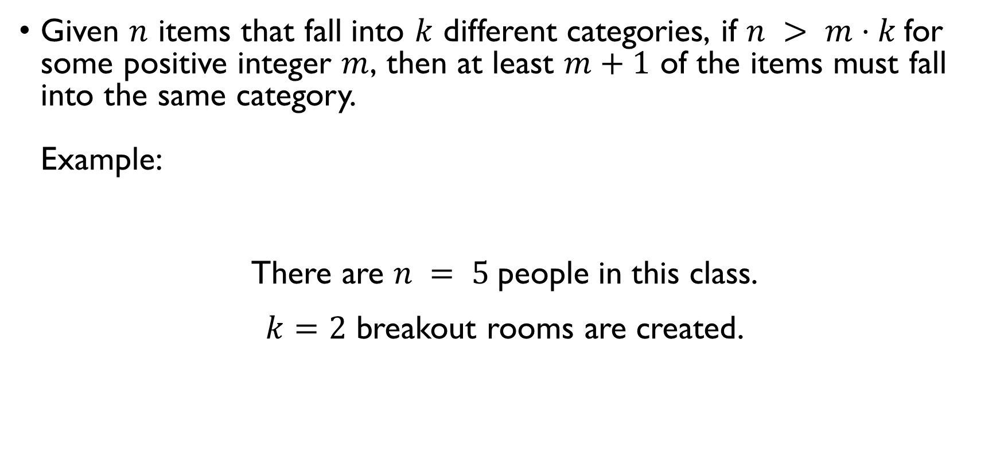 • Given n items that fall into k different categories, if n > m · k for
some positive integer m, then at least m + 1 of the items must fall
into the same category.
Example:
There are n = 5 people in this class.
k = 2 breakout rooms are created.